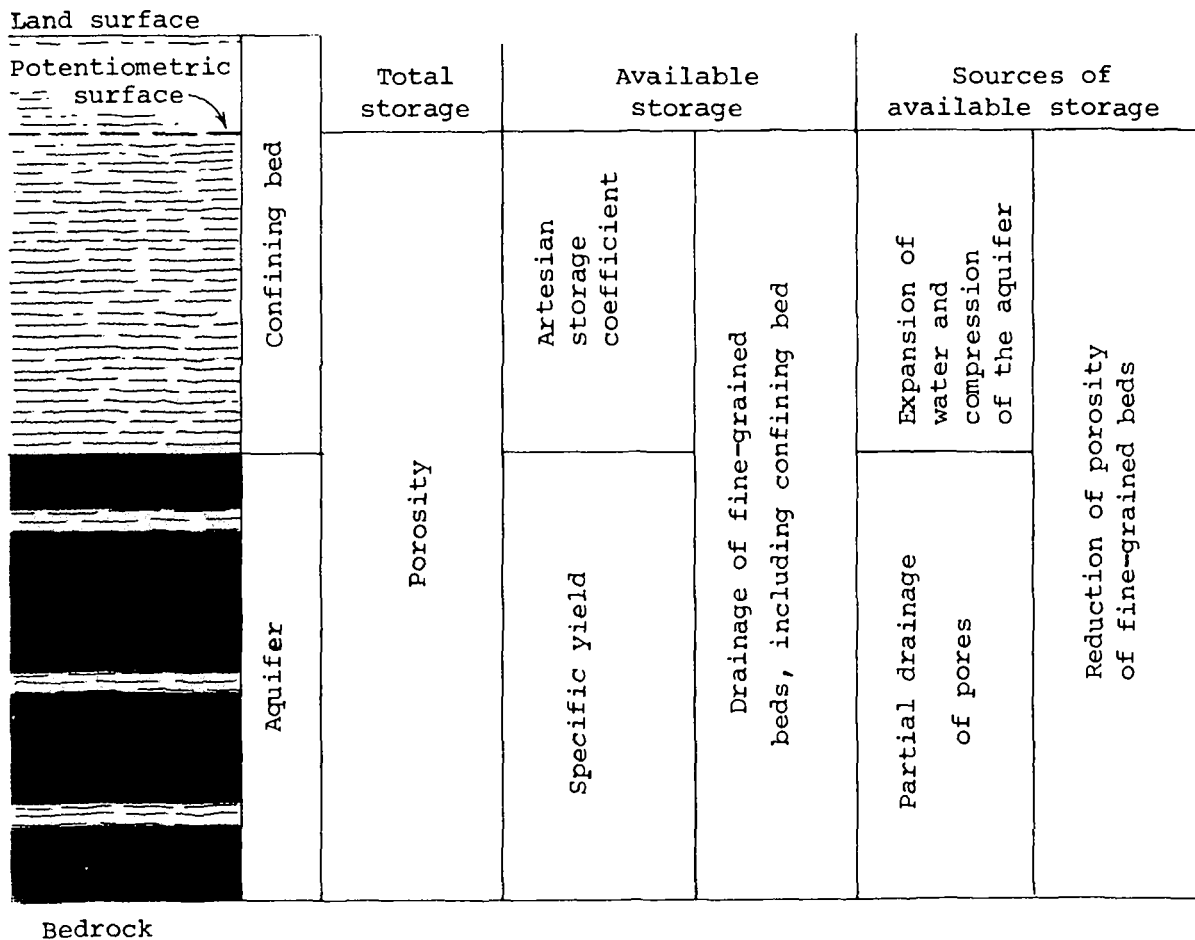 Land surface
Potentiometric
surface
Confining bed
Aquifer
Bedrock
Total
storage
Porosity
Available
storage
Artesian
storage
coefficient
Specific yield
Drainage of fine-grained
beds, including confining bed
Sources of
available storage
Expansion of
water and
compression
of the aquifer
Partial drainage
of pores
Reduction of porosity
of fine-grained beds